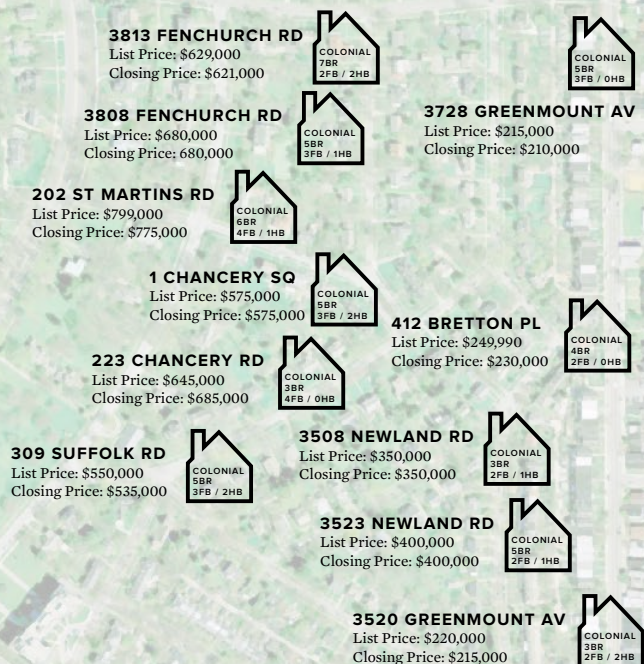 3813 FENCHURCH RD
List Price: $629,000
Closing Price: $621,000
COLONIAL
7BR
2FB / 2HB
COLONIAL
5BR
3FB / 0HB
3728 GREENMOUNT AV
List Price: $215,000
Closing Price: $210,000
3808 FENCHURCH RD
List Price: $680,000
Closing Price: 680,000
COLONIAL
5BR
3FB / 1HB
202 ST MARTINS RD
List Price: $799,000
Closing Price: $775,000
COLONIAL
6BR
4FB / 1HB
1 CHANCERY SQ
List Price: $575,000
Closing Price: $575,000
COLONIAL
5BR
3FB / 2HB
412 BRETTON PL
List Price: $249,990
Closing Price: $230,000
COLONIAL
4BR
2FB / 0HB
223 CHANCERY RD
List Price: $645,000
Closing Price: $685,000
COLONIAL
3BR
4FB / 0HB
309 SUFFOLK RD
List Price: $550,000
Closing Price: $535,000
COLONIAL
5BR
3FB / 2HB
3508 NEWLAND RD
List Price: $350,000
Closing Price: $350,000
COLONIAL
3BR
2FB / 1HB
3523 NEWLAND RD
List Price: $400,000
Closing Price: $400,000
COLONIAL
5BR
2FB / 1HB
3520 GREENMOUNT AV
List Price: $220,000
Closing Price: $215,000
COLONIAL
3BR
2FB / 2HB